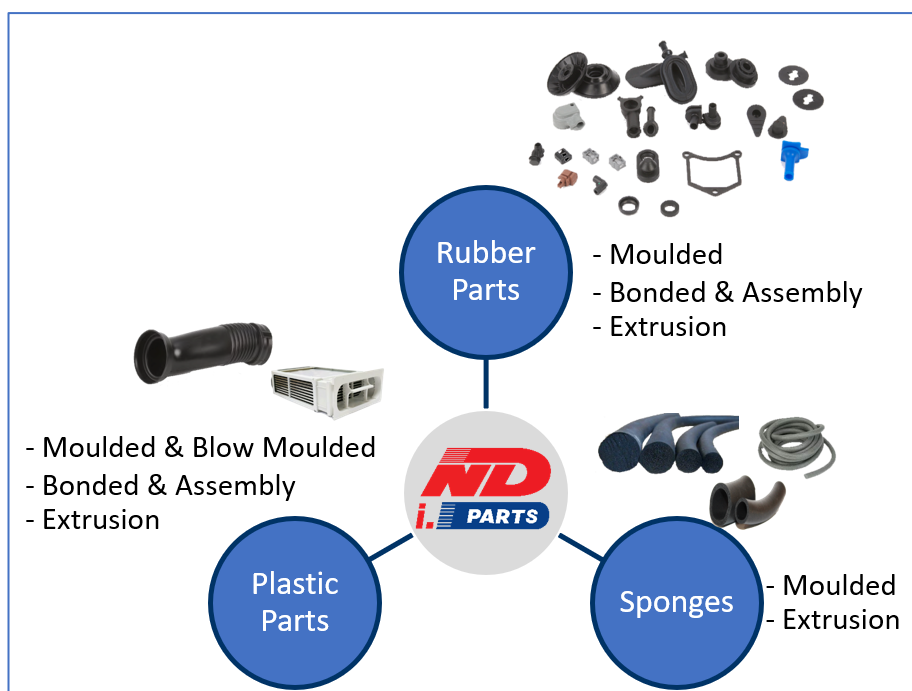 Rubber
Parts
- Moulded
- Bonded & Assembly
- Extrusion
- Moulded & Blow Moulded
- Bonded & Assembly
- Extrusion
ND
i. PARTS
Plastic
Parts
Sponges
- Moulded
- Extrusion